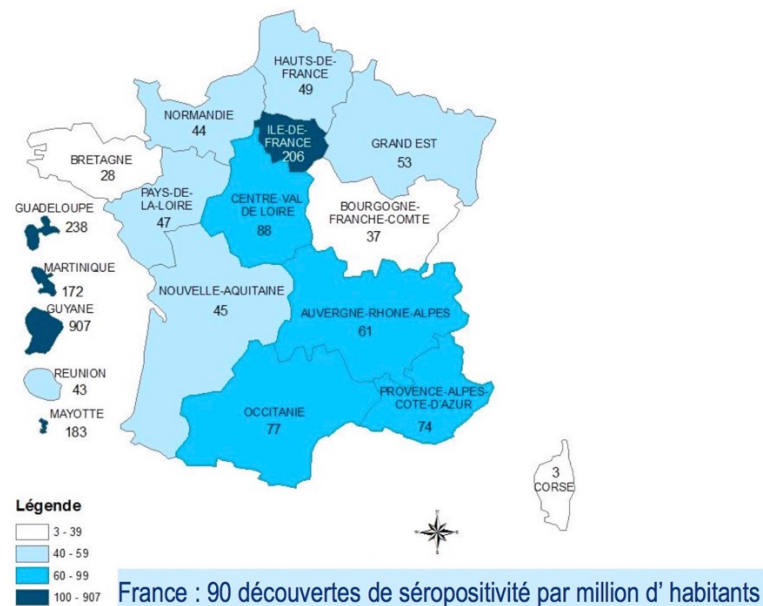 HAUTS-DE-
FRANCE
49
NORMANDIE
44
ILE-DE-
FRANCE
206
GRAND EST
53
BRETAGNE
28
PAYS-DE-
LA-LOIRE
47
CENTRE-VAL
DE LOIRE
88
BOURGOGNE-
FRANCHE-COMTE
37
GUADELOUPE
238
MARTINIQUE
172
GUYANE
907
REUNION
43
MAYOTTE
183
NOUVELLE-AQUITAINE
45
AUVERGNE-RHONE-ALPES
61
OCCITANIE
77
PROVENCE-ALPES-
COTE-D'AZUR
74
3
CORSE
Légende
3 - 39
40 - 59
60 - 99
100 - 907
France : 90 découvertes de séropositivité par million d' habitants